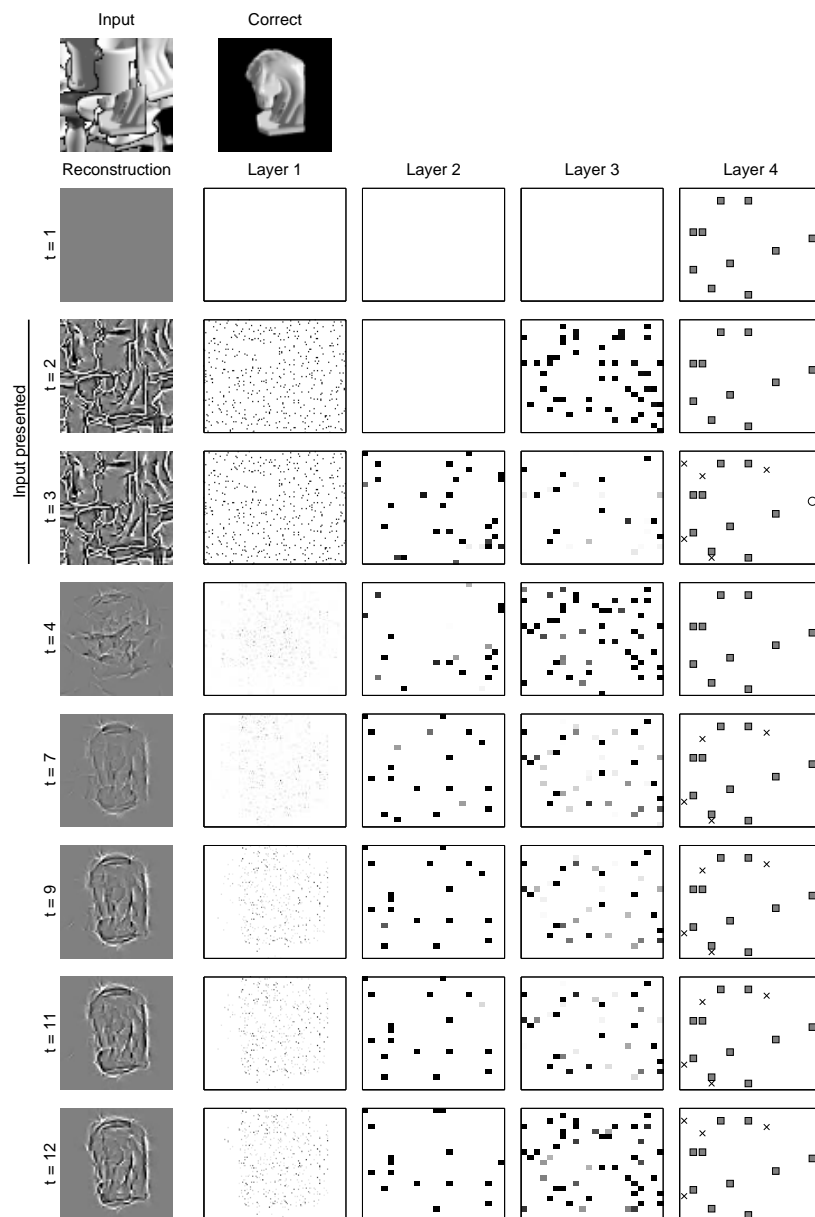 Input Correct
Reconstruction Layer 1 Layer 2 Layer 3 Layer 4
t = 1
Input presented
t = 2
t = 3
t = 4
t = 7
t = 9
t = 11
t = 12